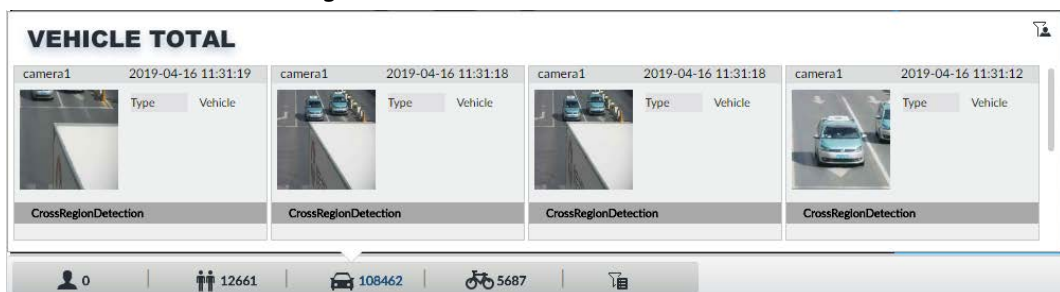 VEHICLE TOTAL
camera1 2019-04-16 11:31:19
Type Vehicle
CrossRegionDetection
camera1 2019-04-16 11:31:18
Type Vehicle
CrossRegionDetection
camera1 2019-04-16 11:31:18
Type Vehicle
CrossRegionDetection
camera1 2019-04-16 11:31:12
Type Vehicle
CrossRegionDetection
0 12661 108462 5687